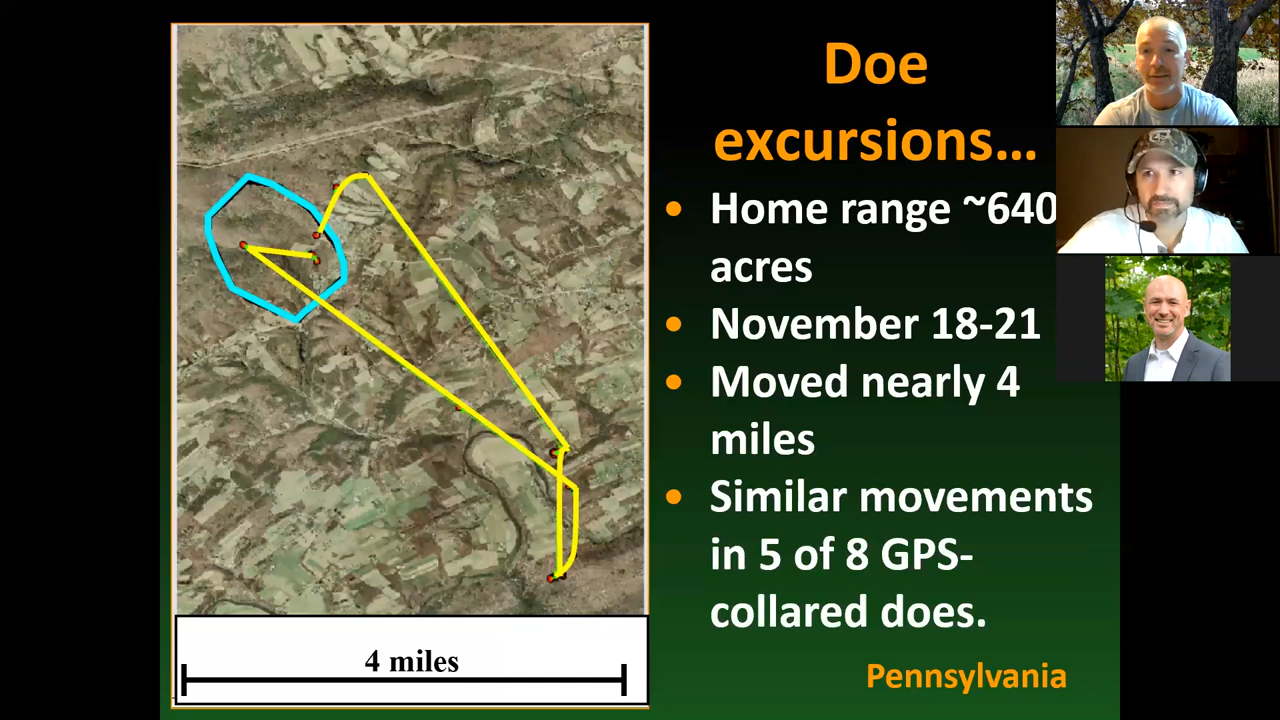 Doe
excursions…
Home range ~640
acres
November 18-21
Moved nearly 4
miles
Similar movements
in 5 of 8 GPS-
collared does.
4 miles
Pennsylvania